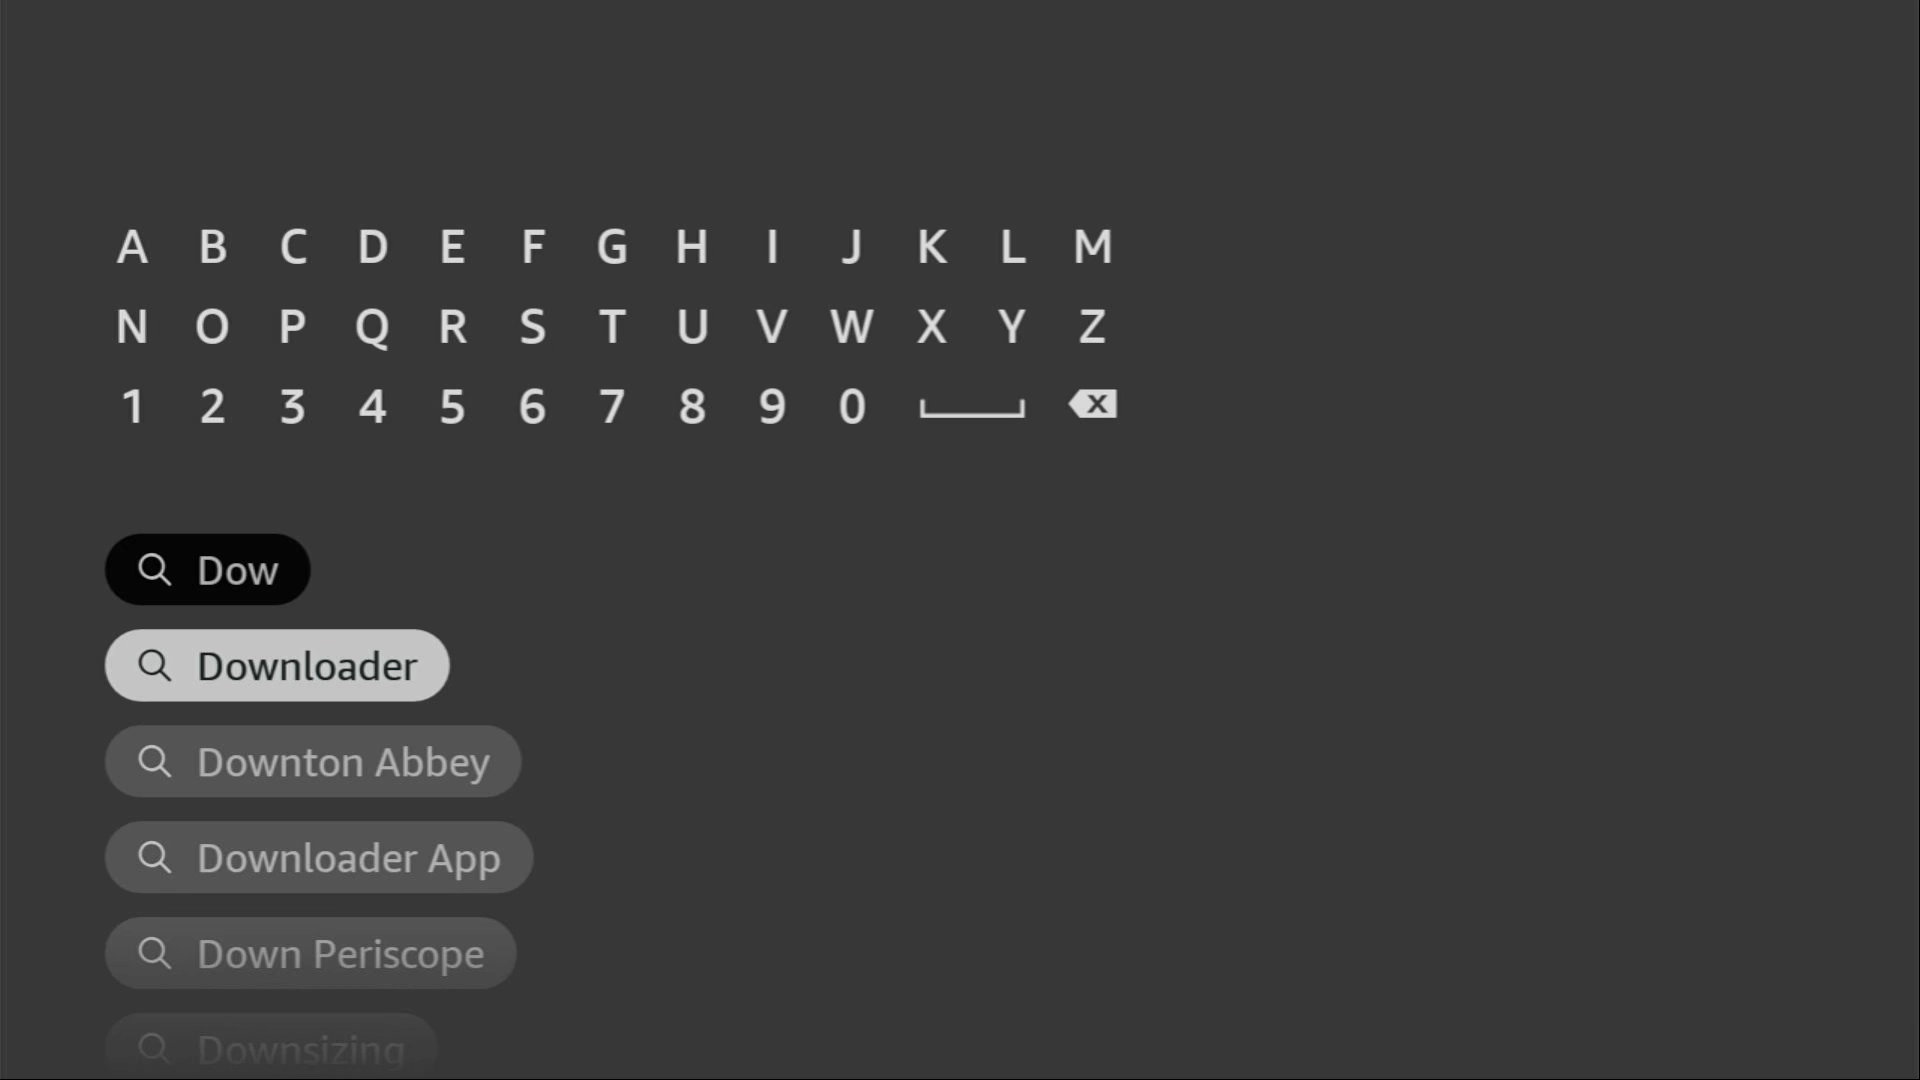 A B C D E F G H I J K L M
N O P Q R S T U V W X Y Z
1 2 3 4 5 6 7 8 9 0
Dow
Downloader
Downton Abbey
Downloader App
Down Periscope
Downsizing